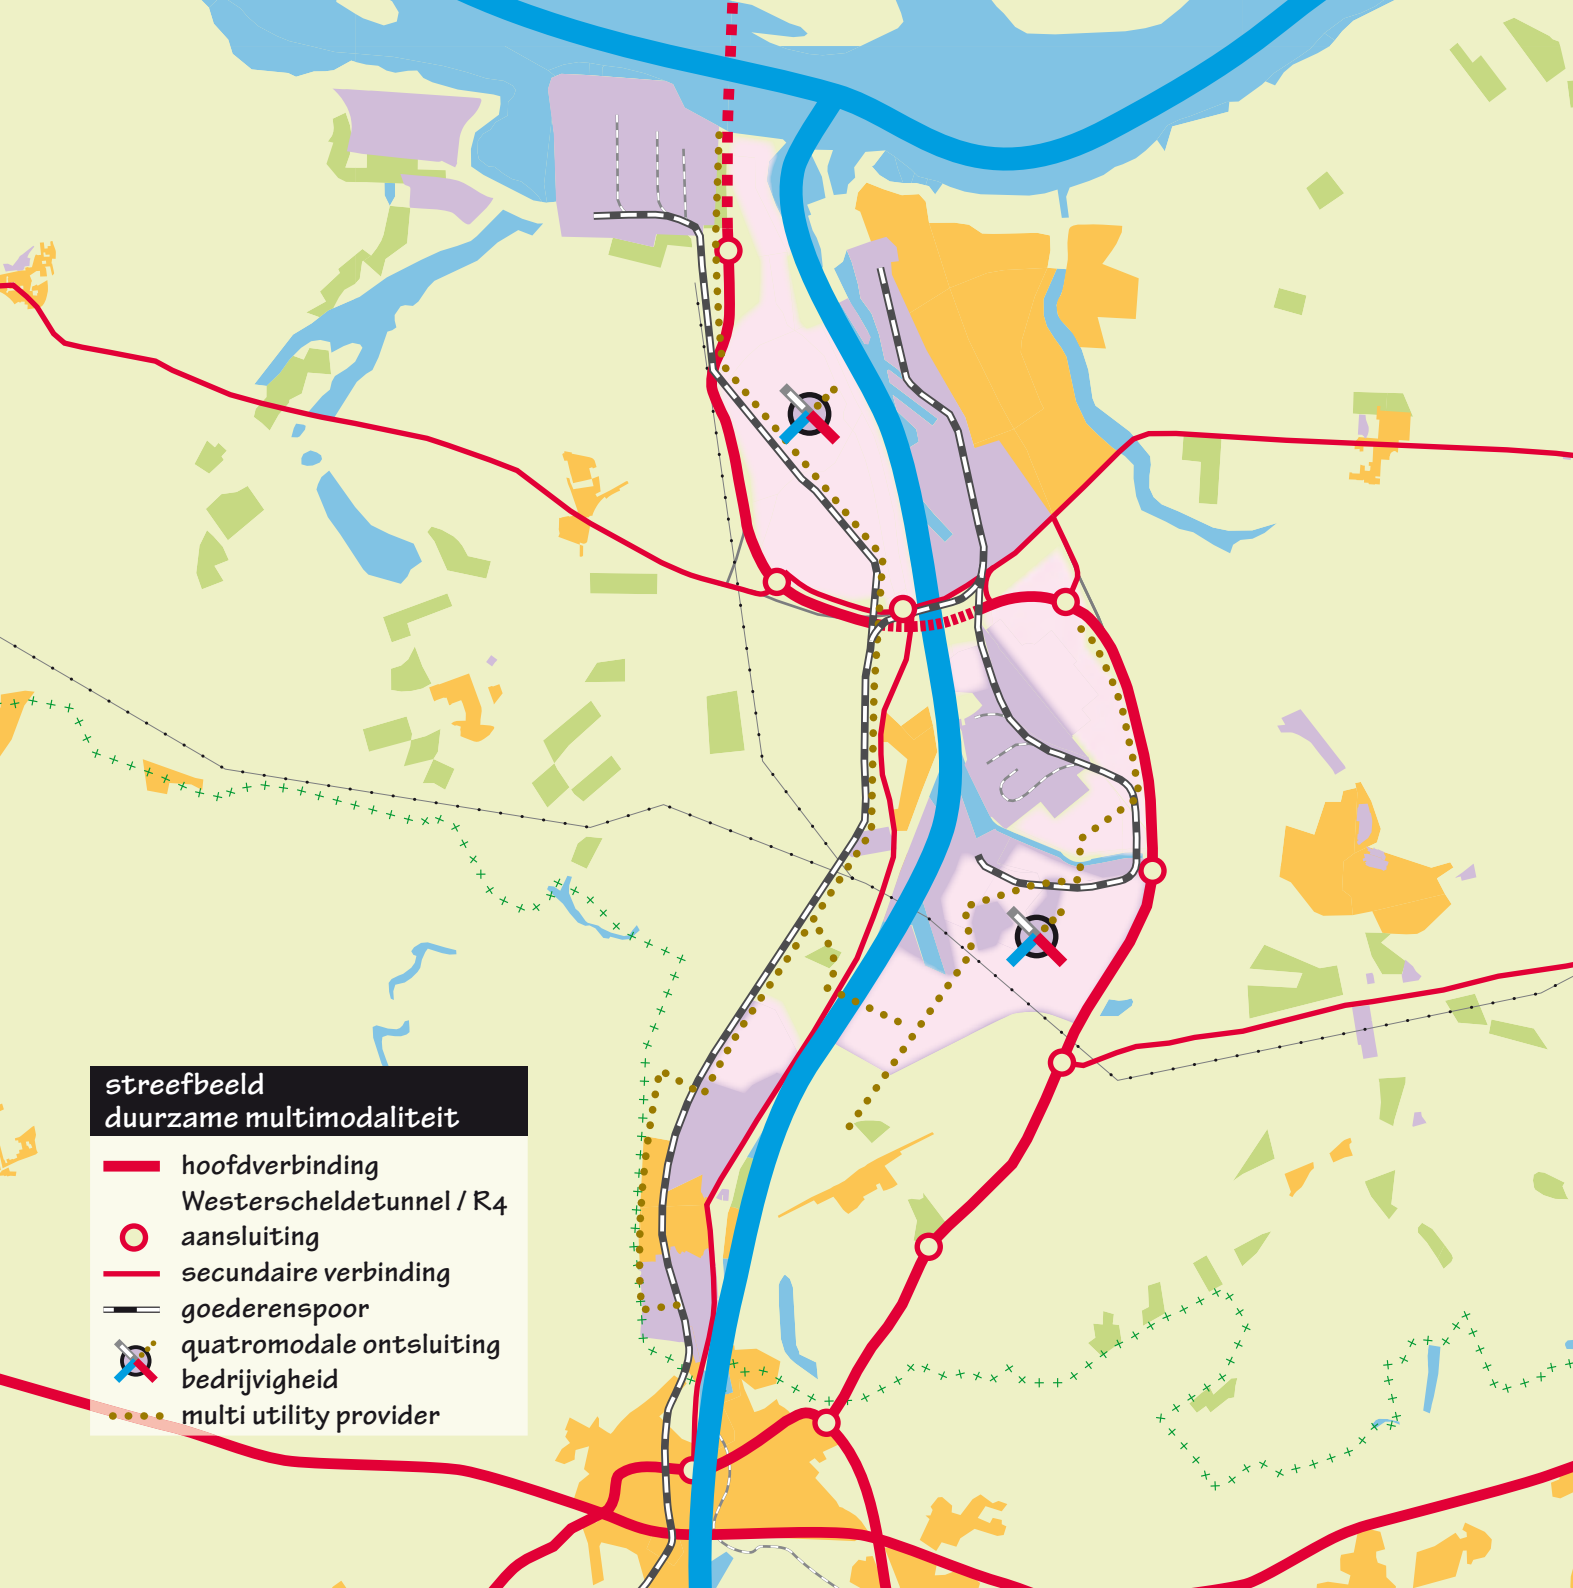 streefbeeld
duurzame multimodaliteit
hoofdverbinding
Westerscheldetunnel / R4
aansluiting
secundaire verbinding
goederenspoor
quatromodale ontsluiting
bedrijvigheid
multi utility provider